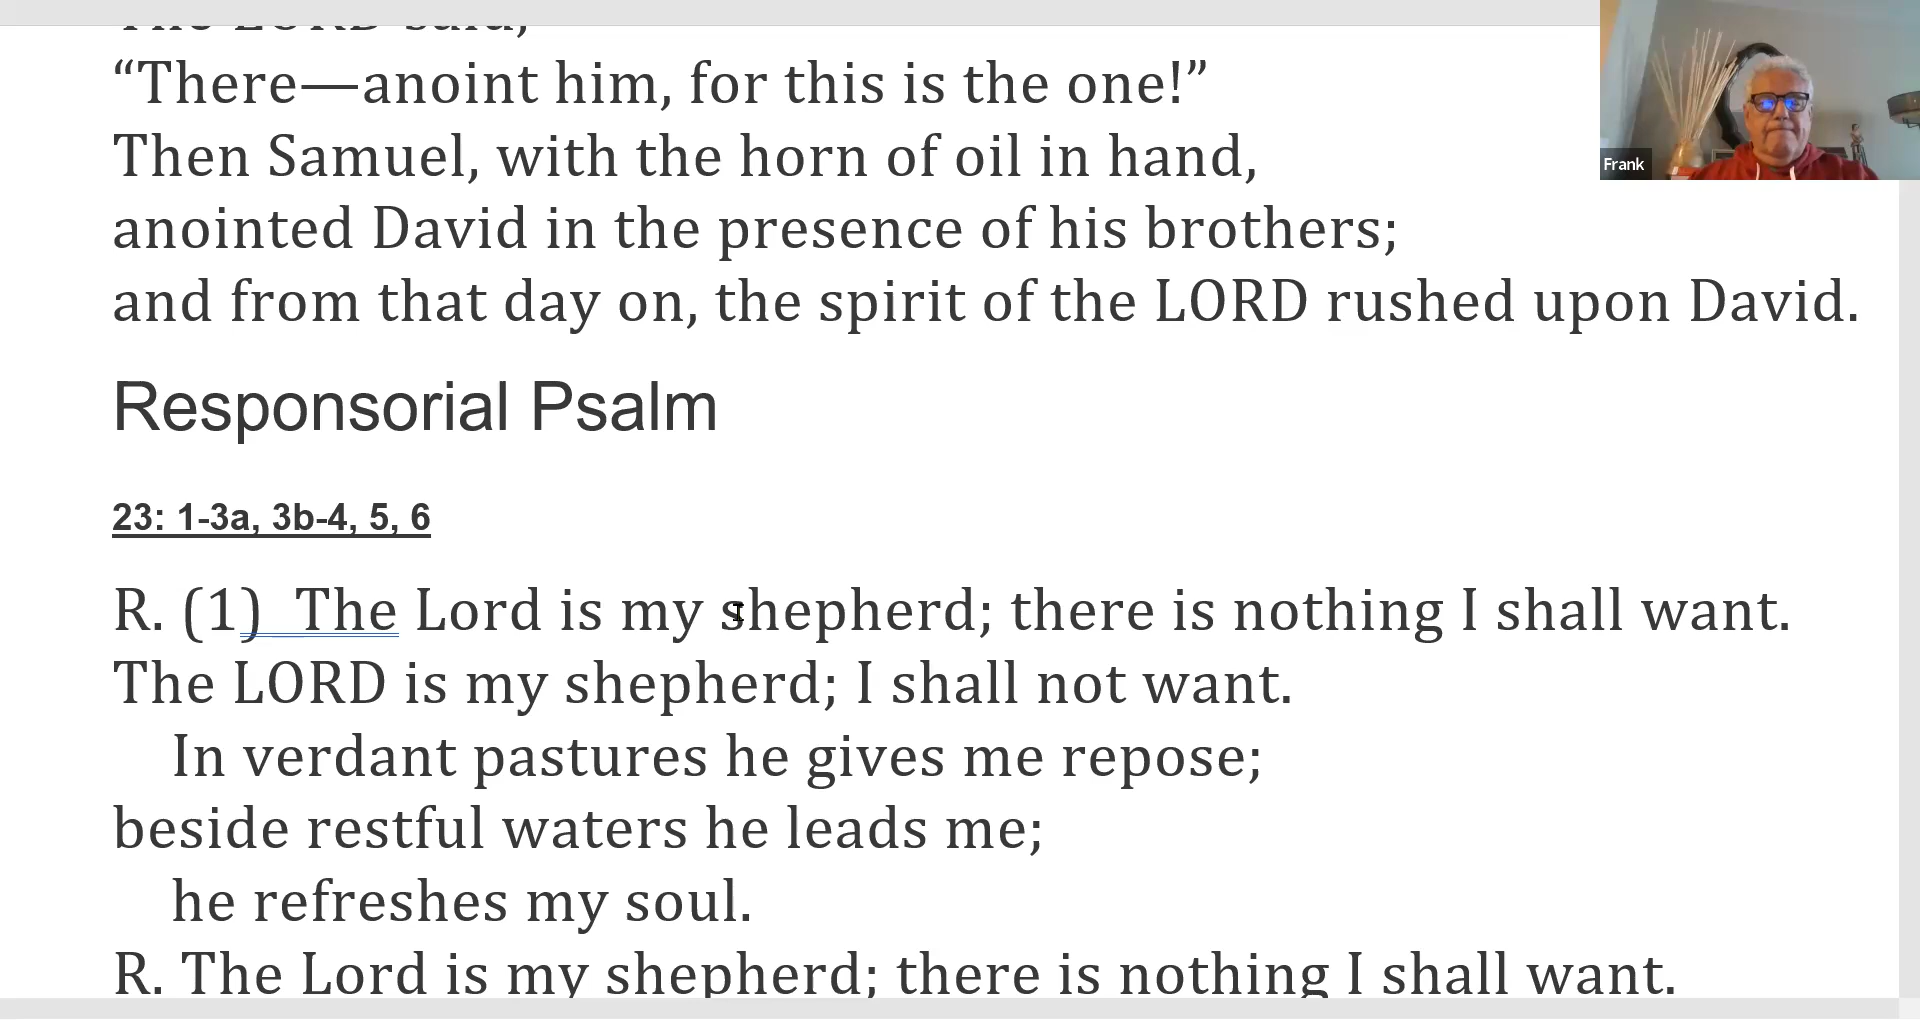 The LORD said,
“There—anoint him, for this is the one!”
Then Samuel, with the horn of oil in hand,
anointed David in the presence of his brothers;
and from that day on, the spirit of the LORD rushed upon David.
Responsorial Psalm
23: 1-3a, 3b-4, 5, 6
R. (1)  The Lord is my shepherd; there is nothing I shall want.
The LORD is my shepherd; I shall not want.
In verdant pastures he gives me repose;
beside restful waters he leads me;
he refreshes my soul.
R. The Lord is my shepherd; there is nothing I shall want.
Frank